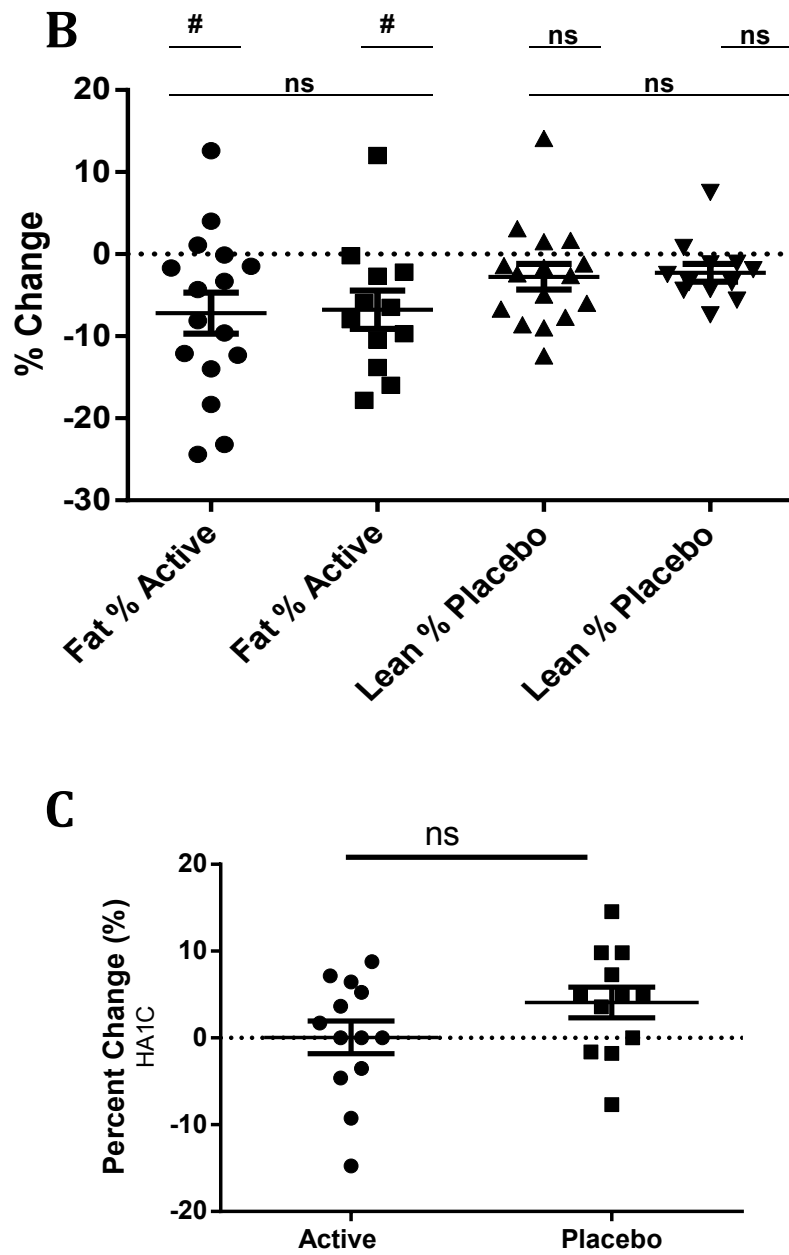 B
# # ns ns
ns ns
20
10
0
-10
-20
-30
% Change
Fat % Active
Fat % Active
Lean % Placebo
Lean % Placebo
C
ns
20
10
0
-10
-20
Percent Change (%)
HA1C
Active Placebo